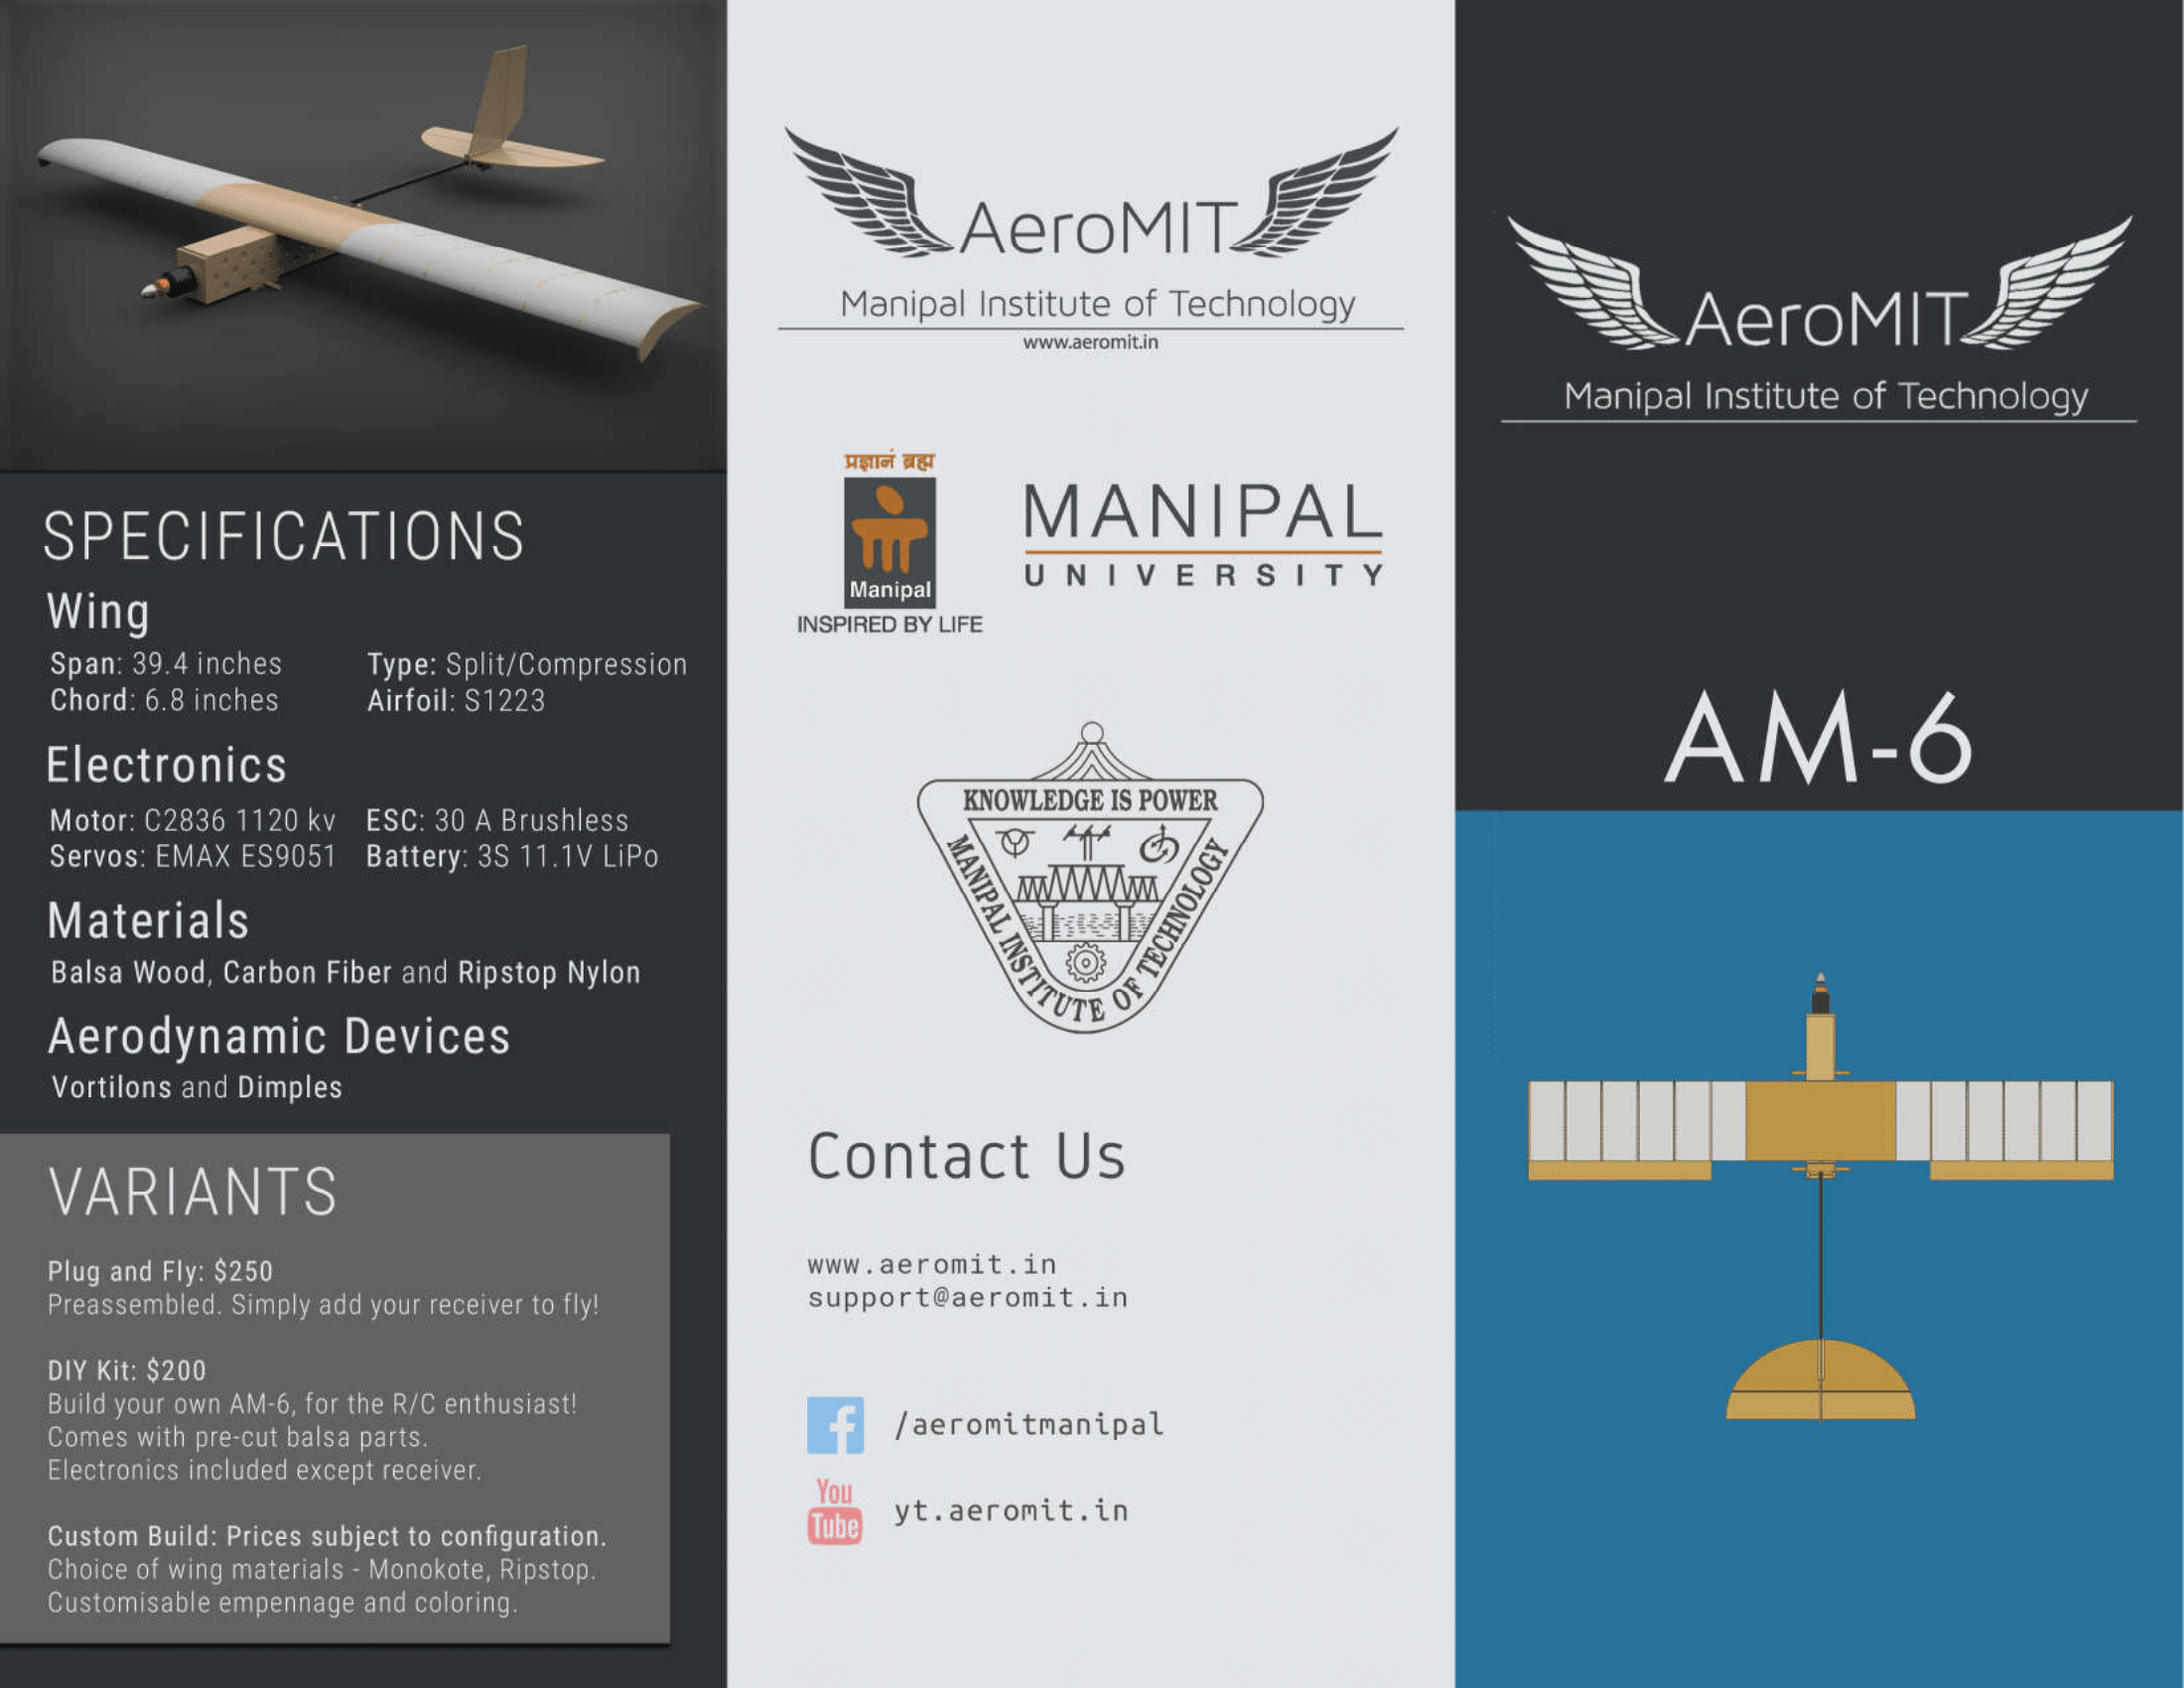 SPECIFICATIONS
Wing
Span: 39.4 inches
Chord: 6.8 inches
Type: Split/Compression
Airfoil: S1223
Electronics
Motor: C2836 1120 kv
Servos: EMAX ES9051
ESC: 30 A Brushless
Battery: 3S 11.1V LiPo
Materials
Balsa Wood, Carbon Fiber and Ripstop Nylon
Aerodynamic Devices
Vortilons and Dimples
VARIANTS
Plug and Fly: $250
Preassembled. Simply add your receiver to fly!
DIY Kit: $200
Build your own AM-6, for the R/C enthusiast!
Comes with pre-cut balsa parts.
Electronics included except receiver.
Custom Build: Prices subject to configuration.
Choice of wing materials - Monokote, Ripstop.
Customisable empennage and coloring.
AeroMIT
Manipal Institute of Technology
www.aeromit.in
प्रज्ञानं ब्रह्म
Manipal
INSPIRED BY LIFE
MANIPAL
UNIVERSITY
KNOWLEDGE IS POWER
MANIPAL INSTITUTE OF TECHNOLOGY
Contact Us
www.aeromit.in
support@aeromit.in
f
/aeromitmanipal
You
Tube
yt.aeromit.in
AeroMIT
Manipal Institute of Technology
AM-6